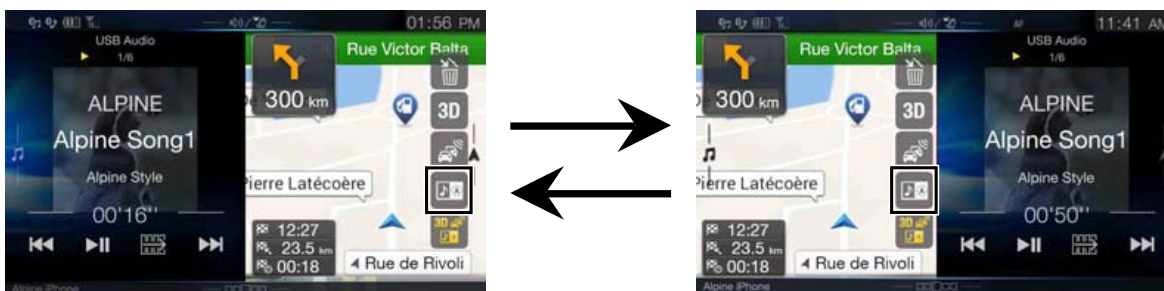 01:56 PM
USB Audio
1/6
ALPINE
Alpine Song1
Alpine Style
00'16''
Alpine iPhone
Rue Victor Balta
300 km
3D
Pierre Latécoère
12:27
23.5 km
00:18
3D
Rue de Rivoli
A
AF
11:41 AM
Rue Victor Balta
300 km
3D
Pierre Latécoère
12:27
23.5 km
00:18
3D
Rue de Rivoli
Alpine iPhone
USB Audio
1/6
ALPINE
Alpine Song1
Alpine Style
00'50''